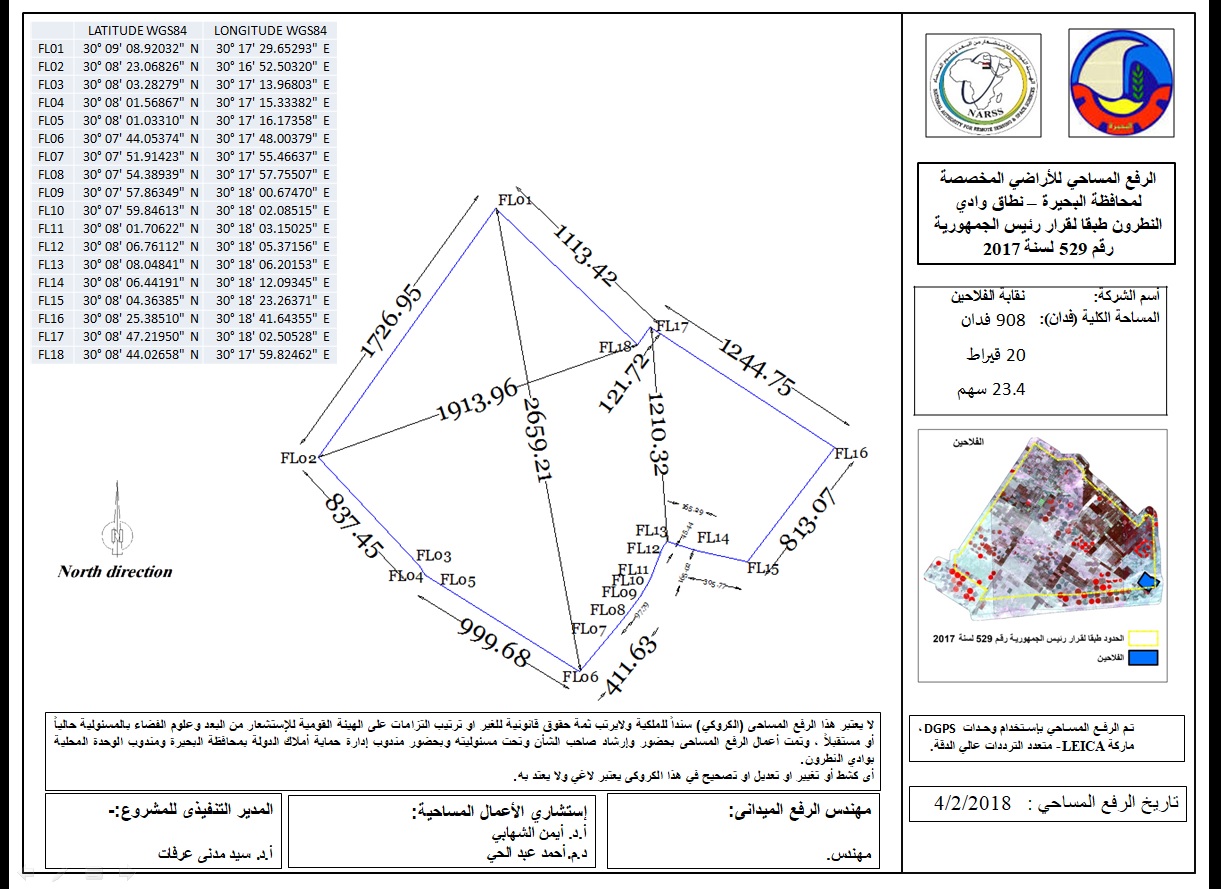 LATITUDE WGS84 LONGITUDE WGS84
FL01 30° 09' 08.92032" N 30° 17' 29.65293" E
FL02 30° 08' 23.06826" N 30° 16' 52.50320" E
FL03 30° 08' 03.28279" N 30° 17' 13.96803" E
FL04 30° 08' 01.56867" N 30° 17' 15.33382" E
FL05 30° 08' 01.03310" N 30° 17' 16.17358" E
FL06 30° 07' 44.05374" N 30° 17' 48.00379" E
FL07 30° 07' 51.91423" N 30° 17' 55.46637" E
FL08 30° 07' 54.38939" N 30° 17' 57.75507" E
FL09 30° 07' 57.86349" N 30° 18' 00.67470" E
FL10 30° 07' 59.84613" N 30° 18' 02.08515" E
FL11 30° 08' 01.70622" N 30° 18' 03.15025" E
FL12 30° 08' 06.76112" N 30° 18' 05.37156" E
FL13 30° 08' 08.04841" N 30° 18' 06.20153" E
FL14 30° 08' 06.44191" N 30° 18' 12.09345" E
FL15 30° 08' 04.36385" N 30° 18' 23.26371" E
FL16 30° 08' 25.38510" N 30° 18' 41.64355" E
FL17 30° 08' 47.21950" N 30° 18' 02.50528" E
FL18 30° 08' 44.02658" N 30° 17' 59.82462" E
FL01
1113.42
1726.95
FL17
FL18
1244.75
121.72
1913.96
2659.21
1210.32
FL02
FL16
837.45
813.07
165.29
FL13
FL14
FL12
FL03
FL15
FL04
FL05
FL11
FL10
FL09
305.77
FL08
97.29
FL07
999.68
411.63
FL06
North direction
NARSS
NATIONAL AUTHORITY FOR REMOTE SENSING & SPACE SCIENCES
البحيرة
الرفع المساحي للأراضي المخصصة
لمحافظة البحيرة – نطاق وادي
النطرون طبقا لقرار رئيس الجمهورية
رقم 529 لسنة 2017
أسم الشركة: نقابة الفلاحين
المساحة الكلية (فدان): 908 فدان
20 قيراط
23.4 سهم
الفلاحين
الحدود طبقا لقرار رئيس الجمهورية رقم 529 لسنة 2017
الفلاحين
تم الرفع المساحي بإستخدام وحدات DGPS،
ماركة LEICA- متعدد الترددات عالي الدقة.
تاريخ الرفع المساحي : 4/2/2018
لا يعتبر هذا الرفع المساحى (الكروكي) سنداً للملكية ولايرتب ثمة حقوق قانونية للغير او ترتيب التزامات على الهيئة القومية للإستشعار من البعد وعلوم الفضاء بالمسئولية حالياً
أو مستقبلاً ، وتمت أعمال الرفع المساحى بحضور وإرشاد صاحب الشأن وتحت مسئوليته وبحضور مندوب إدارة حماية أملاك الدولة بمحافظة البحيرة ومندوب الوحدة المحلية
بوادي النطرون.
أى كشط أو تغيير او تعديل او تصحيح في هذا الكروكى يعتبر لاغي ولا يعتد به.
مهندس الرفع الميدانى:
مهندس.
إستشاري الأعمال المساحية:
أ.د. أيمن الشهابي
د.م.أحمد عبد الحي
المدير التنفيذى للمشروع:-
أ.د. سيد مدنى عرفات